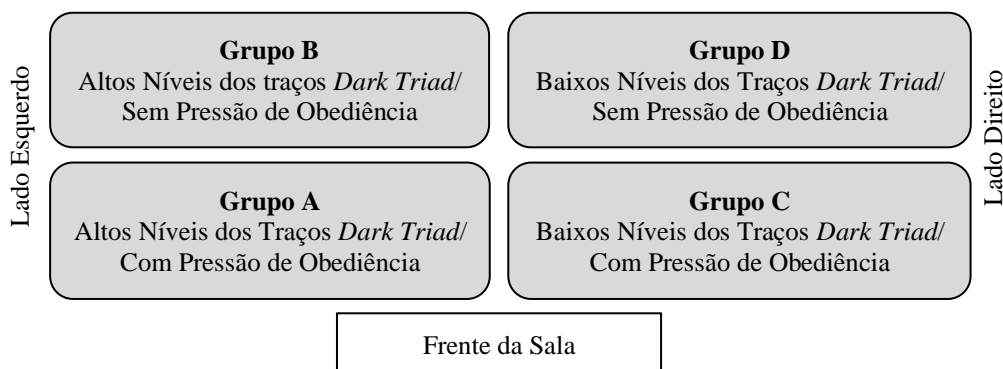 Lado Esquerdo
Grupo B
Altos Níveis dos traços Dark Triad/
Sem Pressão de Obediência
Grupo D
Baixos Níveis dos Traços Dark Triad/
Sem Pressão de Obediência
Lado Direito
Grupo A
Altos Níveis dos Traços Dark Triad/
Com Pressão de Obediência
Grupo C
Baixos Níveis dos Traços Dark Triad/
Com Pressão de Obediência
Frente da Sala